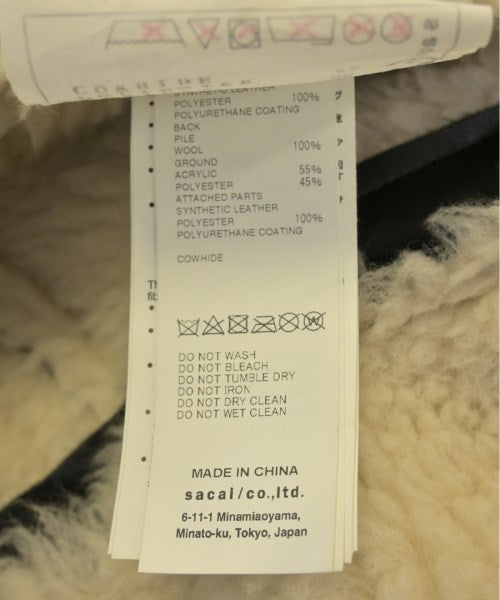 COWHIDE
SYNTHETIC LEATHER
POLYESTER 100%
POLYURETHANE COATING
BACK
PILE
WOOL 100%
GROUND
ACRYLIC 55%
POLYESTER 45%
ATTACHED PARTS
SYNTHETIC LEATHER
POLYESTER 100%
POLYURETHANE COATING
COWHIDE
W
DO NOT WASH
DO NOT BLEACH
DO NOT TUMBLE DRY
DO NOT IRON
DO NOT DRY CLEAN
DO NOT WET CLEAN
MADE IN CHINA
sacai/co.,ltd.
6-11-1 Minamiaoyama,
Minato-ku, Tokyo, Japan